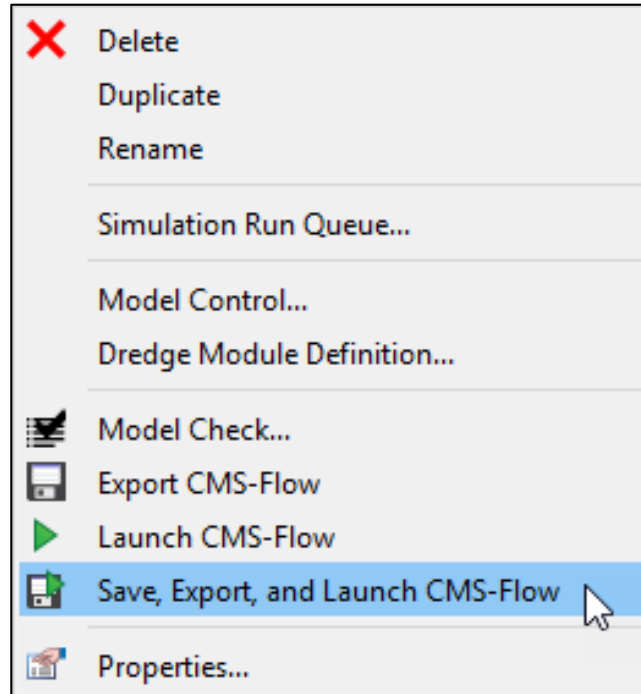 Delete
Duplicate
Rename
Simulation Run Queue...
Model Control...
Dredge Module Definition...
Model Check...
Export CMS-Flow
Launch CMS-Flow
Save, Export, and Launch CMS-Flow
Properties...